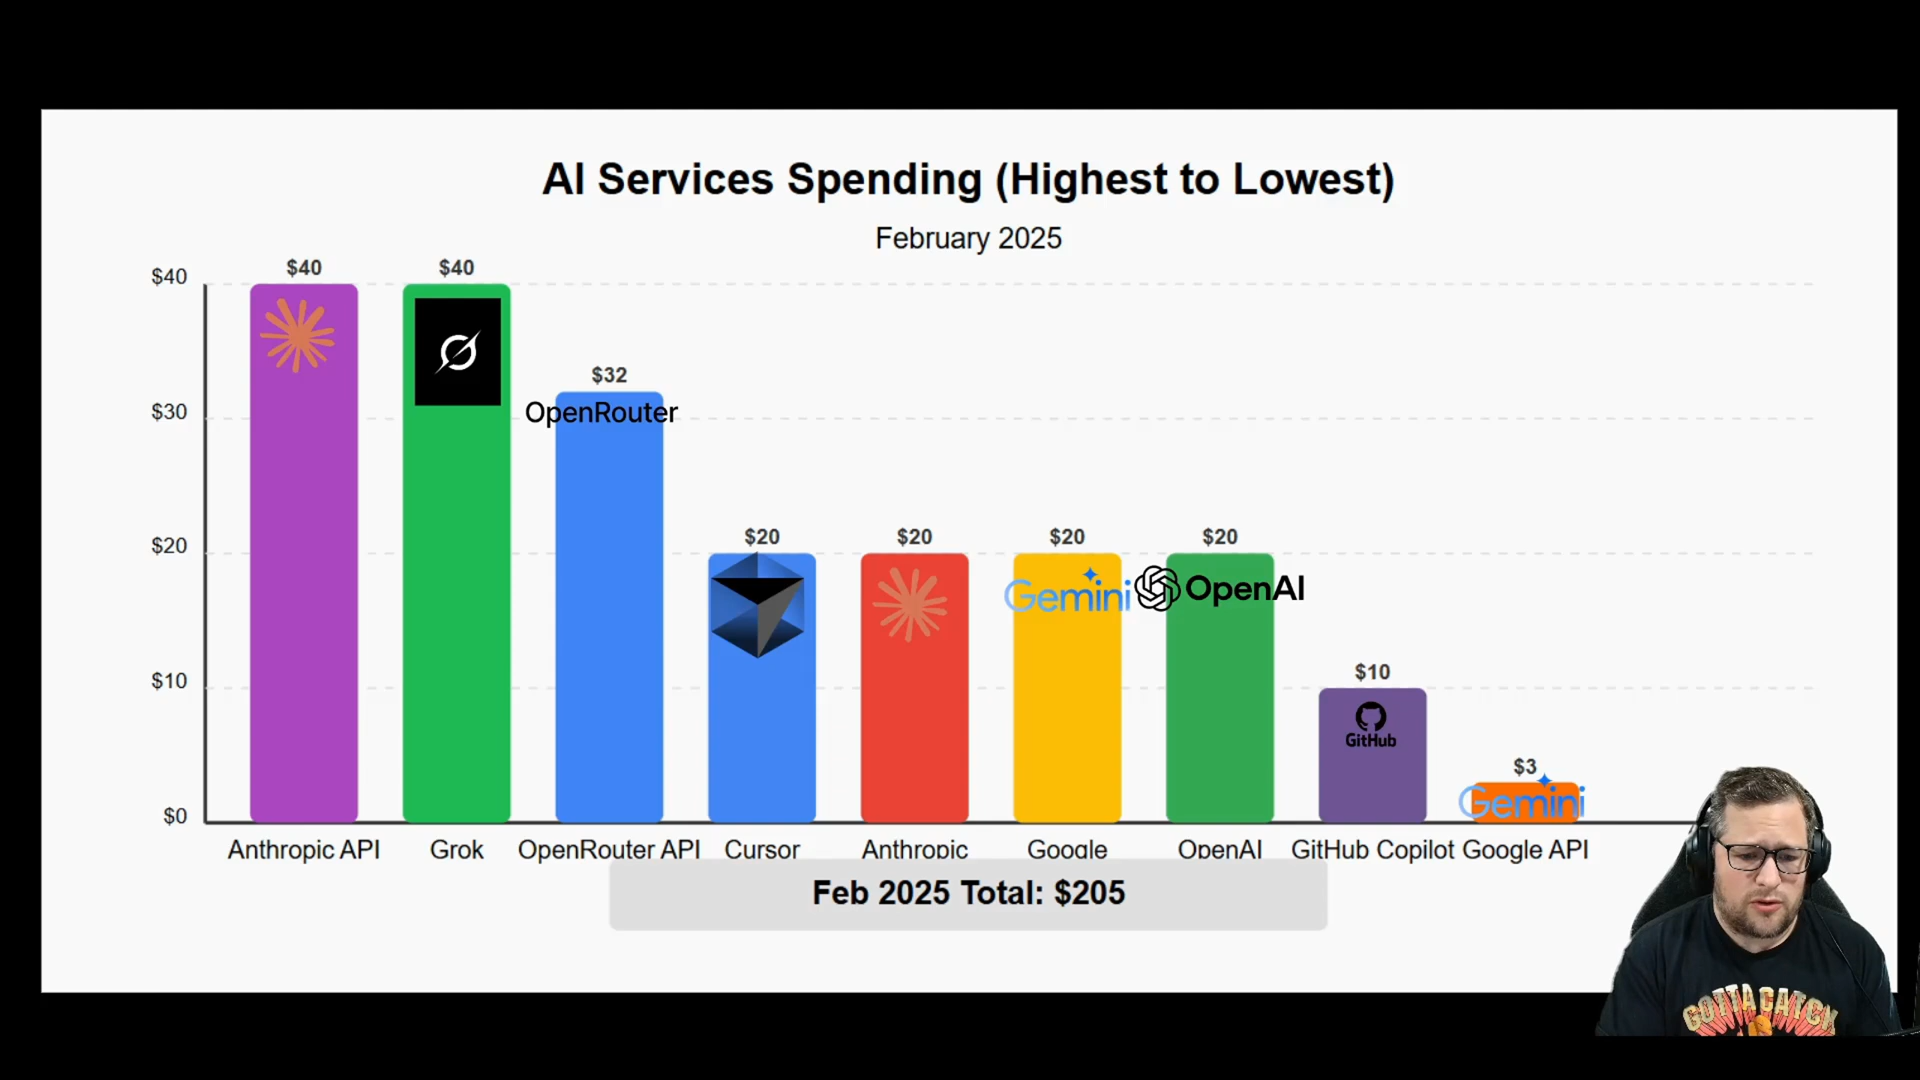 AI Services Spending (Highest to Lowest)
February 2025
$40
$30
$20
$10
$0
$40
$40
$32
$20
$20
$20
$20
$10
$3
OpenRouter
Gemini
OpenAI
GitHub
Gemini
Anthropic API
Grok
OpenRouter API
Cursor
Anthropic
Google
OpenAI
GitHub Copilot
Google API
Feb 2025 Total: $205
GOTTA CATCH